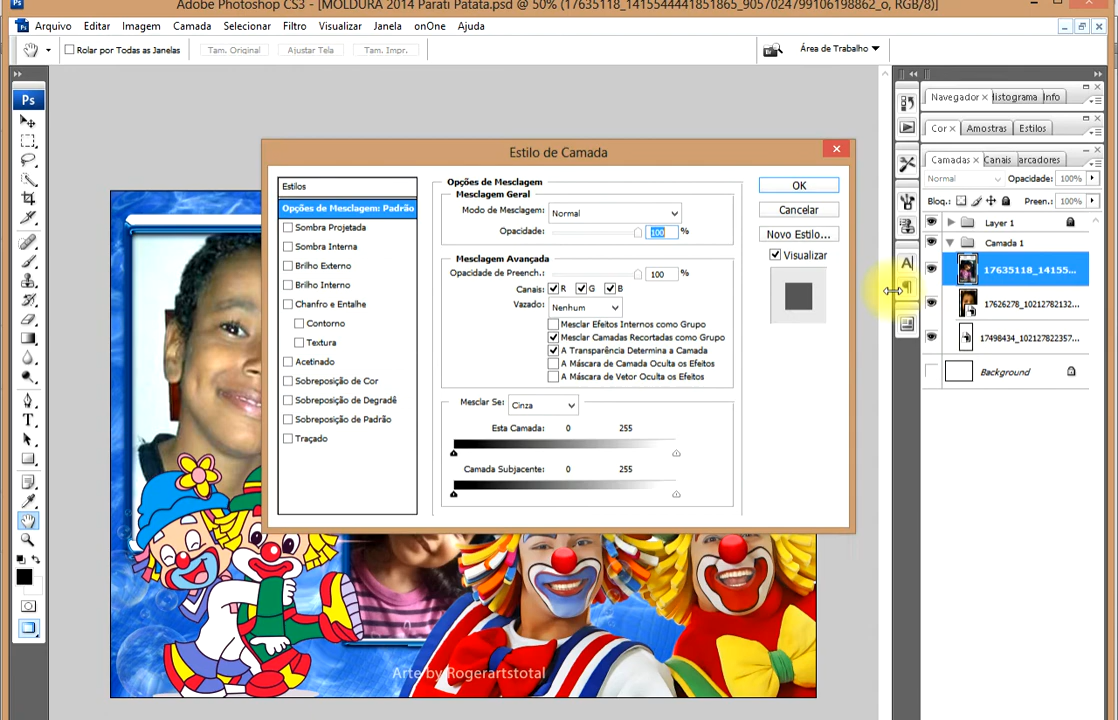 Adobe Photoshop CS3 - [MOLDURA 2014 Parati Patata.psd @ 50% (17635118_1415544441851865_9057024799106198862_o, RGB/8)]
Arquivo Editar Imagem Camada Selecionar Filtro Visualizar Janela onOne Ajuda
Rolar por Todas as Janelas Tam. Original Ajustar Tela Tam. Impr. Área de Trabalho
Ps
Navegador Histograma Info
Cor Amostras Estilos
Camadas Canais arcadores
Normal Opacidade: 100%
Bloq.: Preen.: 100%
Layer 1
Camada 1
17635118_14155...
17626278_10212782132...
17498434_102127822357...
Background
Estilo de Camada
Estilos
Opções de Mesclagem: Padrão
Sombra Projetada
Sombra Interna
Brilho Externo
Brilho Interno
Chanfro e Entalhe
Contorno
Textura
Acetinado
Sobreposição de Cor
Sobreposição de Degradê
Sobreposição de Padrão
Traçado
Opções de Mesclagem
Mesclagem Geral
Modo de Mesclagem: Normal
Opacidade: 100 %
Mesclagem Avançada
Opacidade de Preench.: 100 %
Canais: R G B
Vazado: Nenhum
Mesclar Efeitos Internos como Grupo
Mesclar Camadas Recortadas como Grupo
A Transparência Determina a Camada
A Máscara de Camada Oculta os Efeitos
A Máscara de Vetor Oculta os Efeitos
Mesclar Se: Cinza
Esta Camada: 0 255
Camada Subjacente: 0 255
OK
Cancelar
Novo Estilo...
Visualizar
Arte by Rogerartstotal